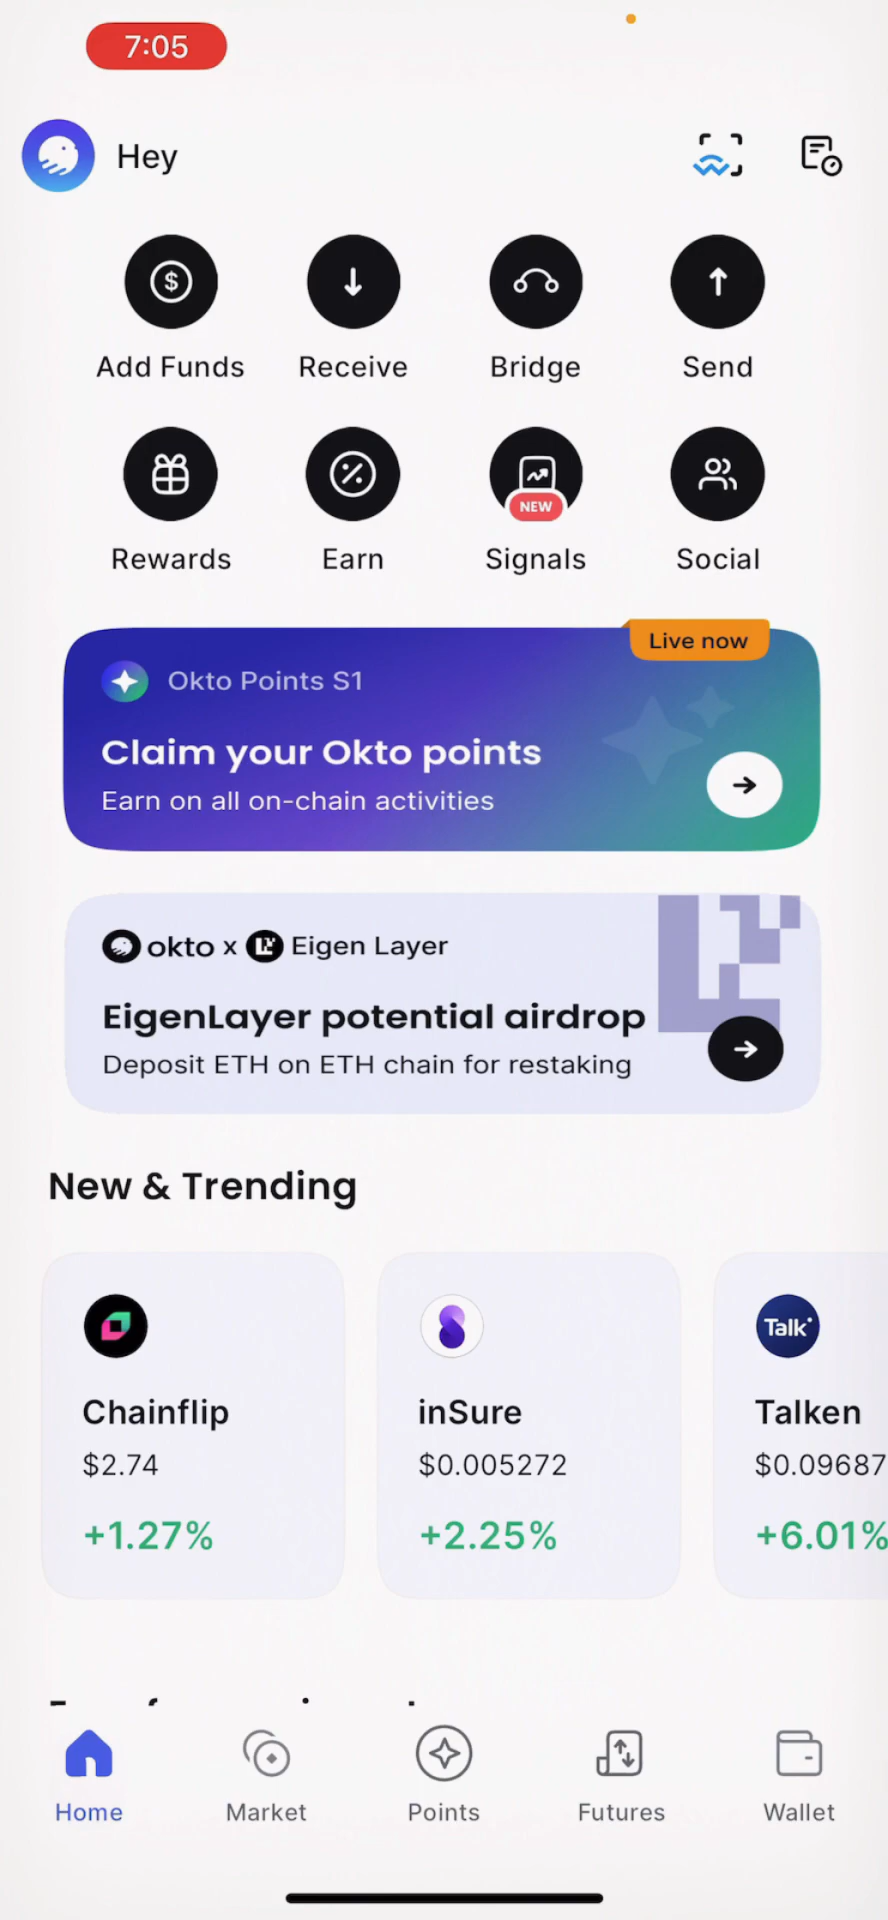 7:05
Hey
Add Funds Receive Bridge Send
NEW
Rewards Earn Signals Social
Live now
Okto Points S1
Claim your Okto points
Earn on all on-chain activities
okto x Eigen Layer
EigenLayer potential airdrop
Deposit ETH on ETH chain for restaking
New & Trending
Talk
Chainflip inSure Talken
$2.74 $0.005272 $0.09687
+1.27% +2.25% +6.01%
Home Market Points Futures Wallet